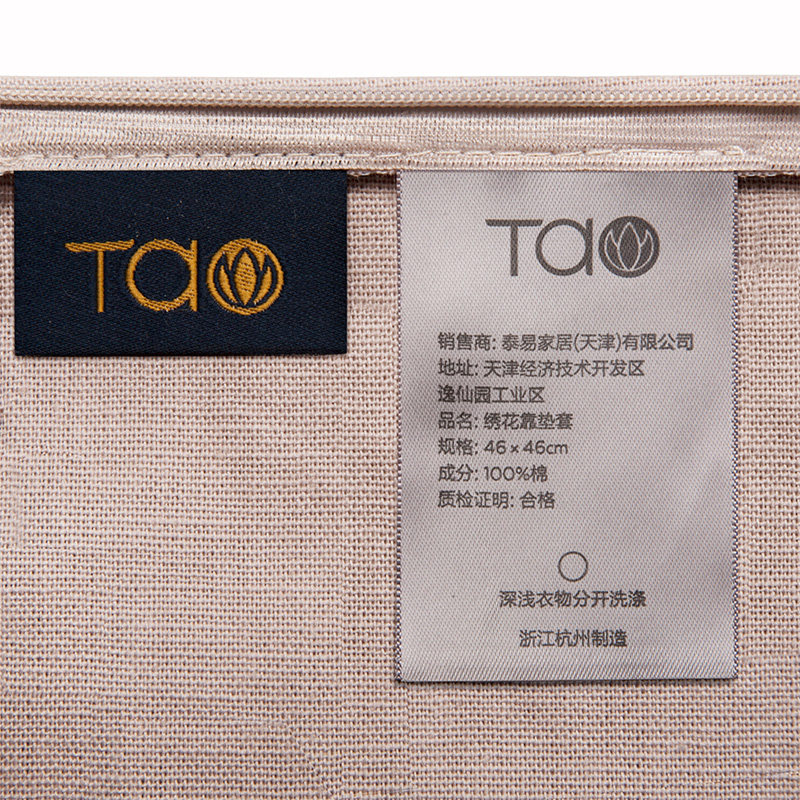 TaO
TaO
销售商: 泰易家居(天津)有限公司
地址: 天津经济技术开发区
逸仙园工业区
品名: 绣花靠垫套
规格: 46 × 46cm
成分: 100%棉
质检证明: 合格
深浅衣物分开洗涤
浙江杭州制造